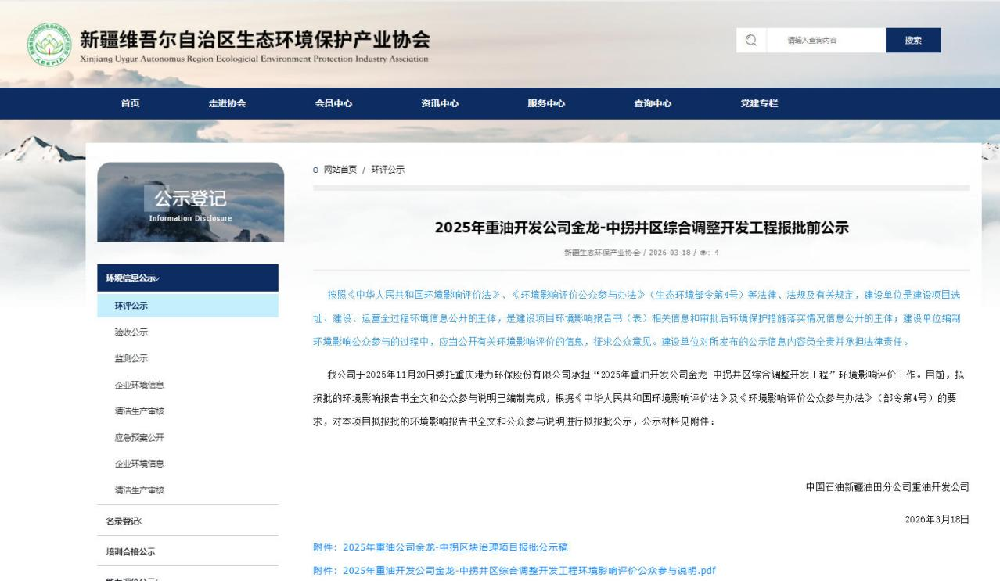 新疆维吾尔自治区生态环境保护产业协会
Xinjiang Uygur Autonomus Region Ecologicial Environment Protection Industry Assciation
XEEPIA
请输入查询内容
搜索
首页
走进协会
会员中心
资讯中心
服务中心
查询中心
党建专栏
公示登记
Information Disclosure
网站首页 / 环评公示
环境信息公示
环评公示
验收公示
监测公示
企业环境信息
清洁生产审核
应急预案公开
企业环境信息
清洁生产审核
名录登记
培训合格公示
2025年重油开发公司金龙-中拐井区综合调整开发工程报批前公示
新疆生态环保产业协会 / 2026-03-18 / : 4
按照《中华人民共和国环境影响评价法》、《环境影响评价公众参与办法》（生态环境部令第4号）等法律、法规及有关规定，建设单位是建设项目选
址、建设、运营全过程环境信息公开的主体，是建设项目环境影响报告书（表）相关信息和审批后环境保护措施落实情况信息公开的主体；建设单位编制
环境影响公众参与的过程中，应当公开有关环境影响评价的信息，征求公众意见。建设单位对所发布的公示信息内容负全责并承担法律责任。
我公司于2025年11月20日委托重庆港力环保股份有限公司承担“2025年重油开发公司金龙-中拐井区综合调整开发工程”环境影响评价工作。目前，拟
报批的环境影响报告书全文和公众参与说明已编制完成，根据《中华人民共和国环境影响评价法》及《环境影响评价公众参与办法》（部令第4号）的要
求，对本项目拟报批的环境影响报告书全文和公众参与说明进行拟报批公示，公示材料见附件：
中国石油新疆油田分公司重油开发公司
2026年3月18日
附件：2025年重油公司金龙-中拐区块治理项目报批公示稿
附件：2025年重油开发公司金龙-中拐井区综合调整开发工程环境影响评价公众参与说明.pdf